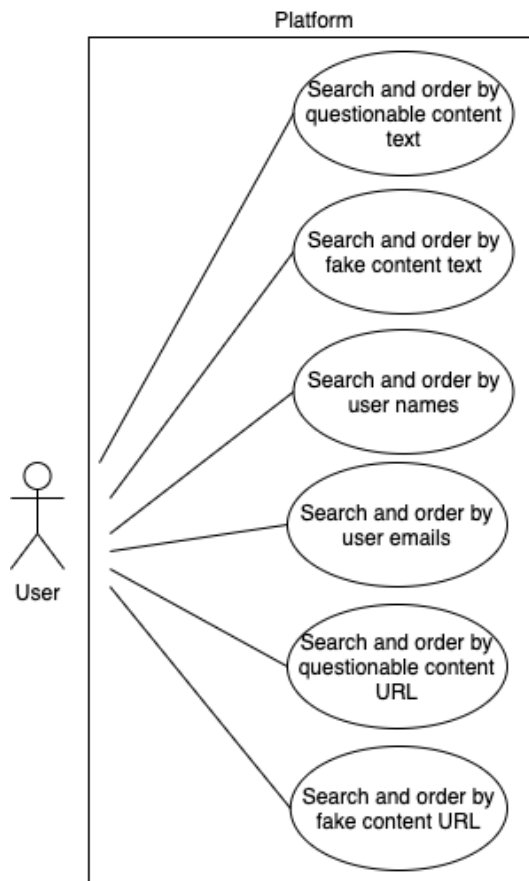 Platform
Search and order by
questionable content
text
Search and order by
fake content text
Search and order by
user names
Search and order by
user emails
User
Search and order by
questionable content
URL
Search and order by
fake content URL